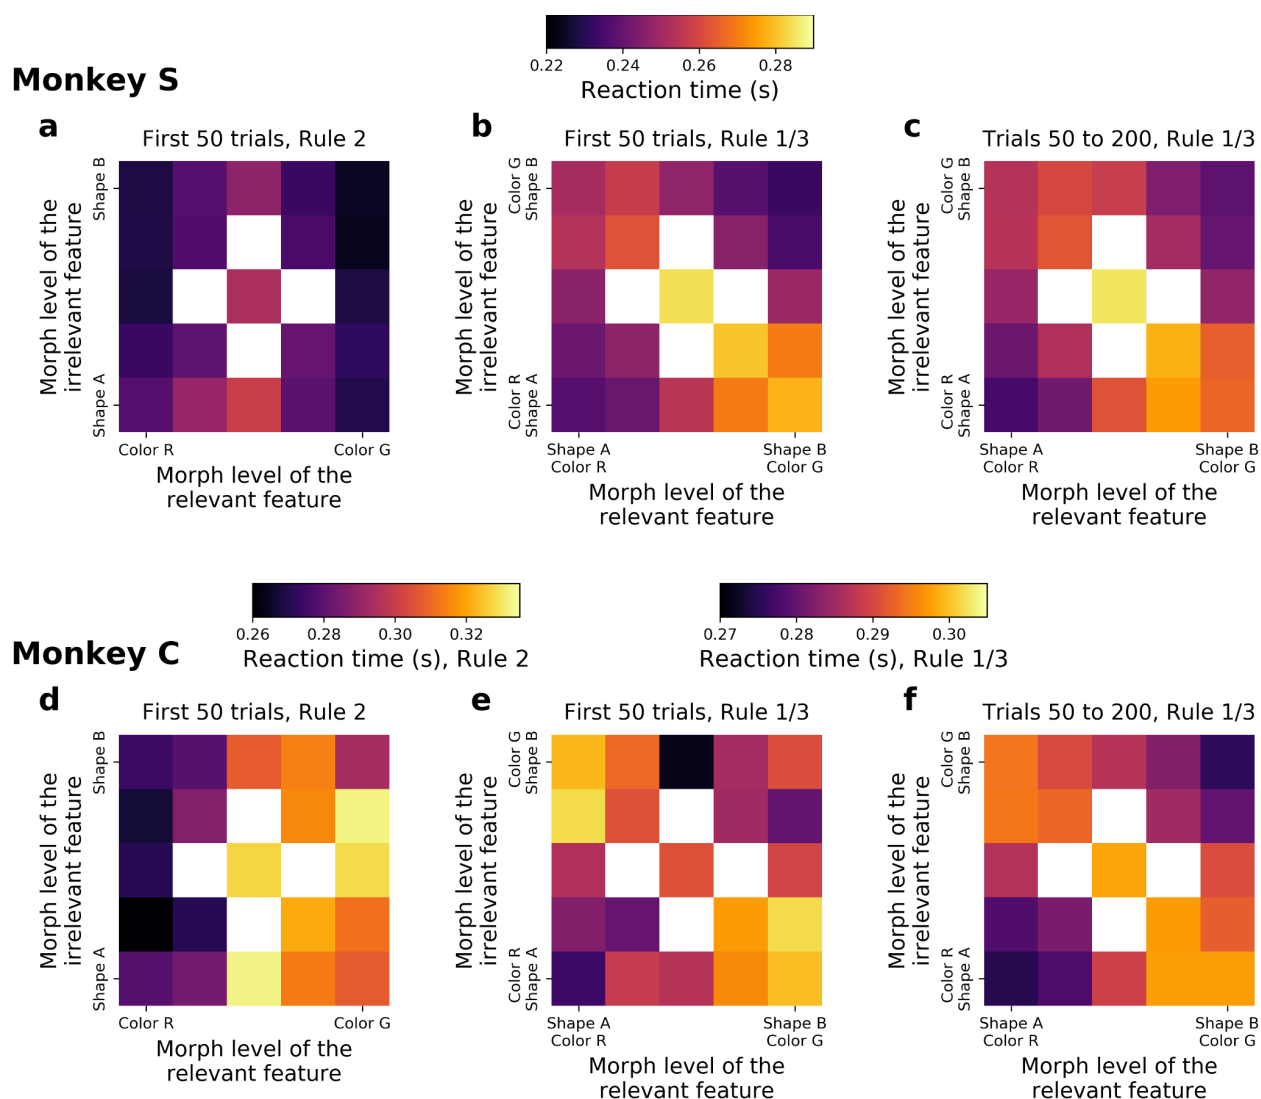 0.22 0.24 0.26 0.28
Reaction time (s)
Monkey S
a
First 50 trials, Rule 2
Morph level of the
irrelevant feature
Shape B
Shape A
Color R Color G
Morph level of the
relevant feature
b
First 50 trials, Rule 1/3
Morph level of the
irrelevant feature
Color G
Shape B
Color R
Shape A
Shape A Shape B
Color R Color G
Morph level of the
relevant feature
c
Trials 50 to 200, Rule 1/3
Morph level of the
irrelevant feature
Color G
Shape B
Color R
Shape A
Shape A Shape B
Color R Color G
Morph level of the
relevant feature
0.26 0.28 0.30 0.32
Reaction time (s), Rule 2
0.27 0.28 0.29 0.30
Reaction time (s), Rule 1/3
Monkey C
d
First 50 trials, Rule 2
Morph level of the
irrelevant feature
Shape B
Shape A
Color R Color G
Morph level of the
relevant feature
e
First 50 trials, Rule 1/3
Morph level of the
irrelevant feature
Color G
Shape B
Color R
Shape A
Shape A Shape B
Color R Color G
Morph level of the
relevant feature
f
Trials 50 to 200, Rule 1/3
Morph level of the
irrelevant feature
Color G
Shape B
Color R
Shape A
Shape A Shape B
Color R Color G
Morph level of the
relevant feature